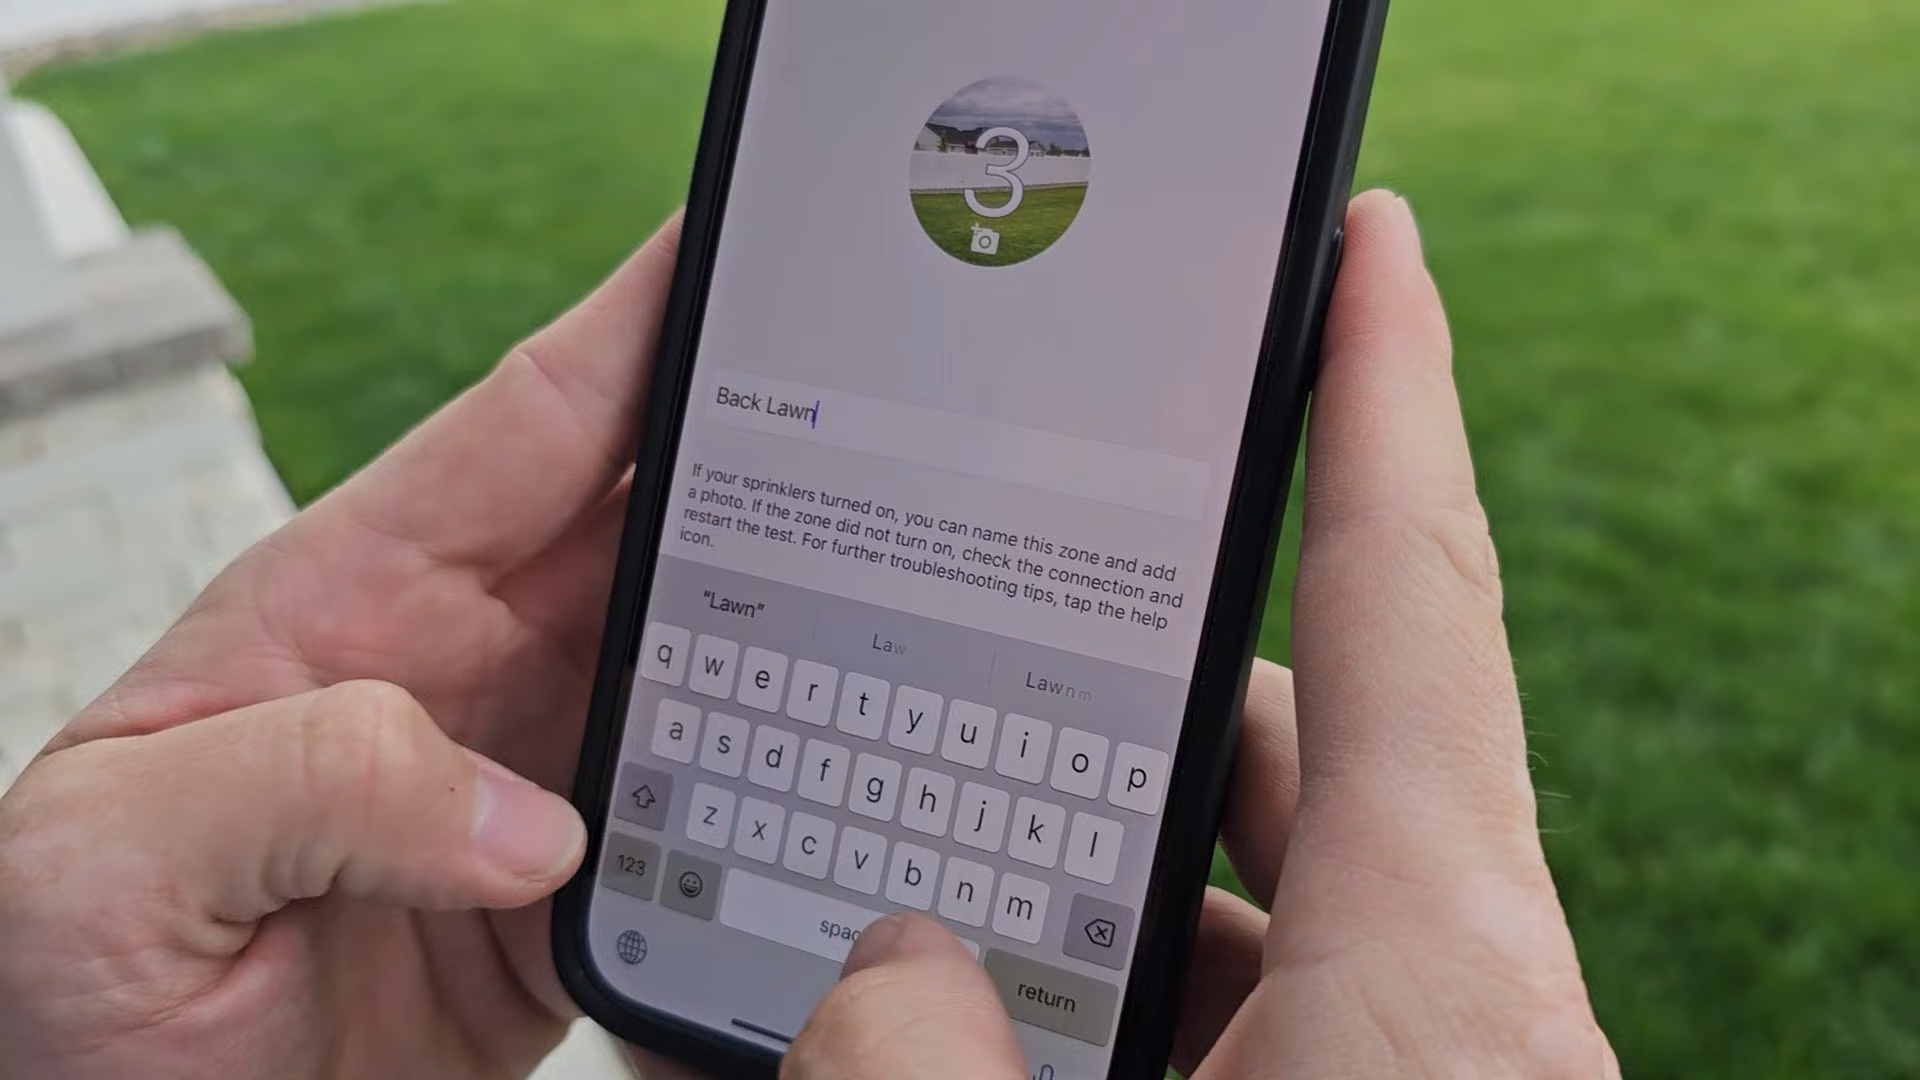 3
Back Lawn
If your sprinklers turned on, you can name this zone and add
a photo. If the zone did not turn on, check the connection and
restart the test. For further troubleshooting tips, tap the help
icon.
“Lawn” Law
q w e r t y u i o p
a s d f g h j k l
z x c v b n m
123
return